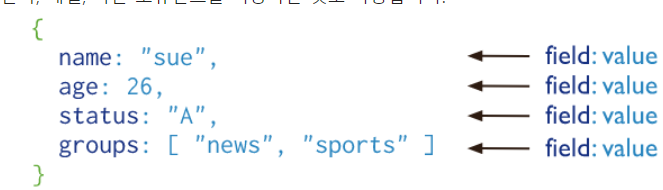 {
name: "sue", field: value
age: 26, field: value
status: "A", field: value
groups: [ "news", "sports" ] field: value
}